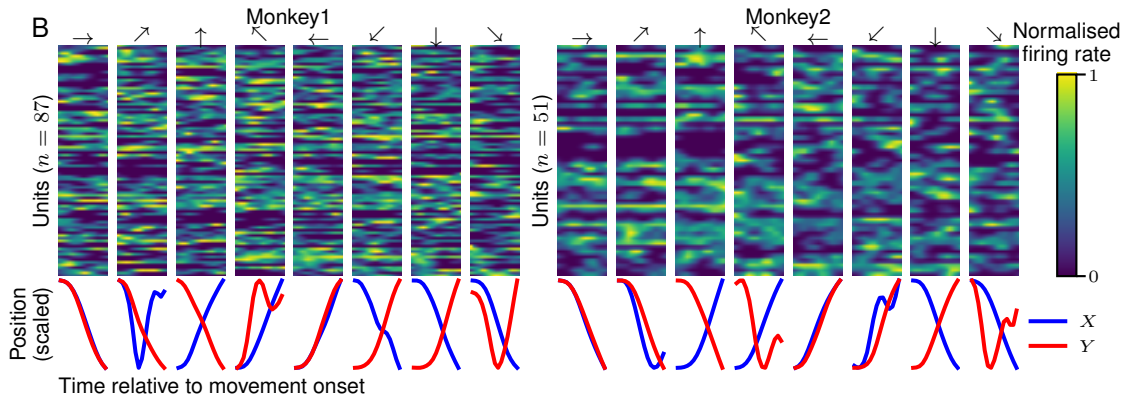 B
Monkey1
Monkey2
→ ↗ ↑ ↖ ← ↙ ↓ ↘
→ ↗ ↑ ↖ ← ↙ ↓ ↘
Normalised
firing rate
1
0
Units (n = 87)
Units (n = 51)
Position
(scaled)
X
Y
Time relative to movement onset